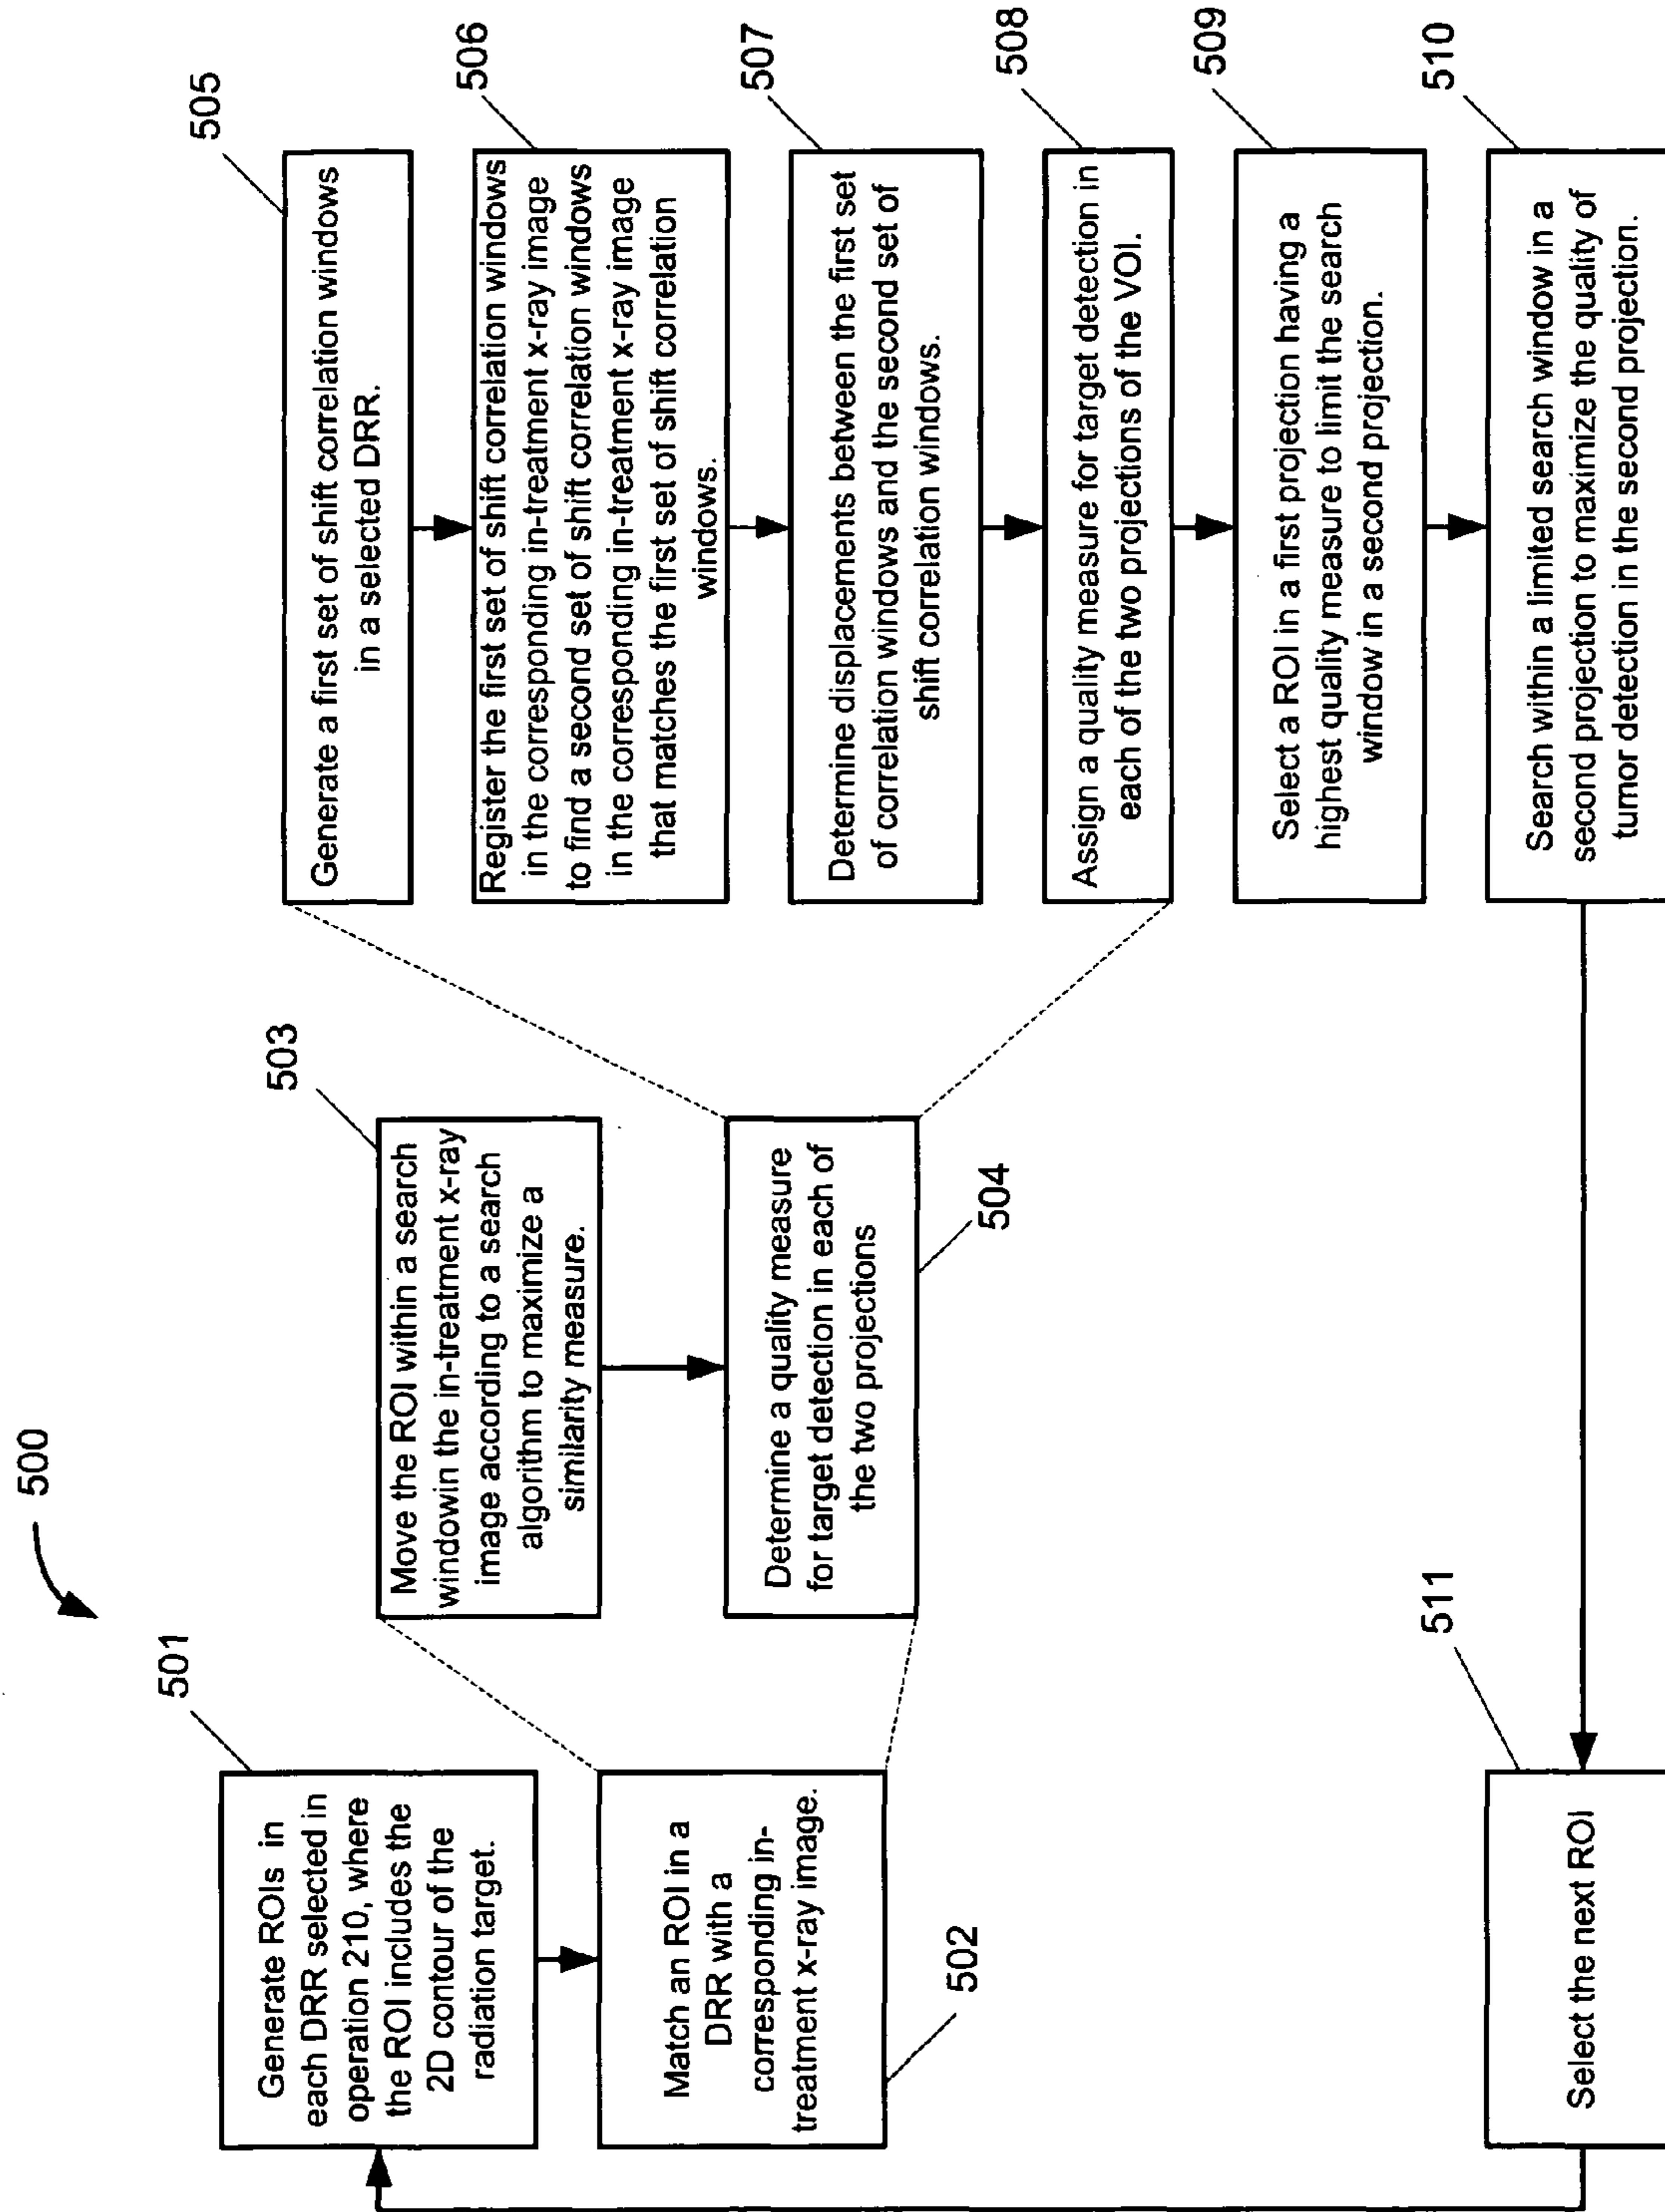 500
501
Generate ROIs in
each DRR selected in
operation 210, where
the ROI includes the
2D contour of the
radiation target.
Match an ROI in a
DRR with a
corresponding in-
treatment x-ray image.
502
503
Move the ROI within a search
windowin the in-treatment x-ray
image according to a search
algorithm to maximize a
similarity measure.
Determine a quality measure
for target detection in each of
the two projections
504
505
Generate a first set of shift correlation windows
in a selected DRR.
506
Register the first set of shift correlation windows
in the corresponding in-treatment x-ray image
to find a second set of shift correlation windows
in the corresponding in-treatment x-ray image
that matches the first set of shift correlation
windows.
507
Determine displacements between the first set
of correlation windows and the second set of
shift correlation windows.
508
Assign a quality measure for target detection in
each of the two projections of the VOI.
509
Select a ROI in a first projection having a
highest quality measure to limit the search
window in a second projection.
510
Search within a limited search window in a
second projection to maximize the quality of
tumor detection in the second projection.
511
Select the next ROI